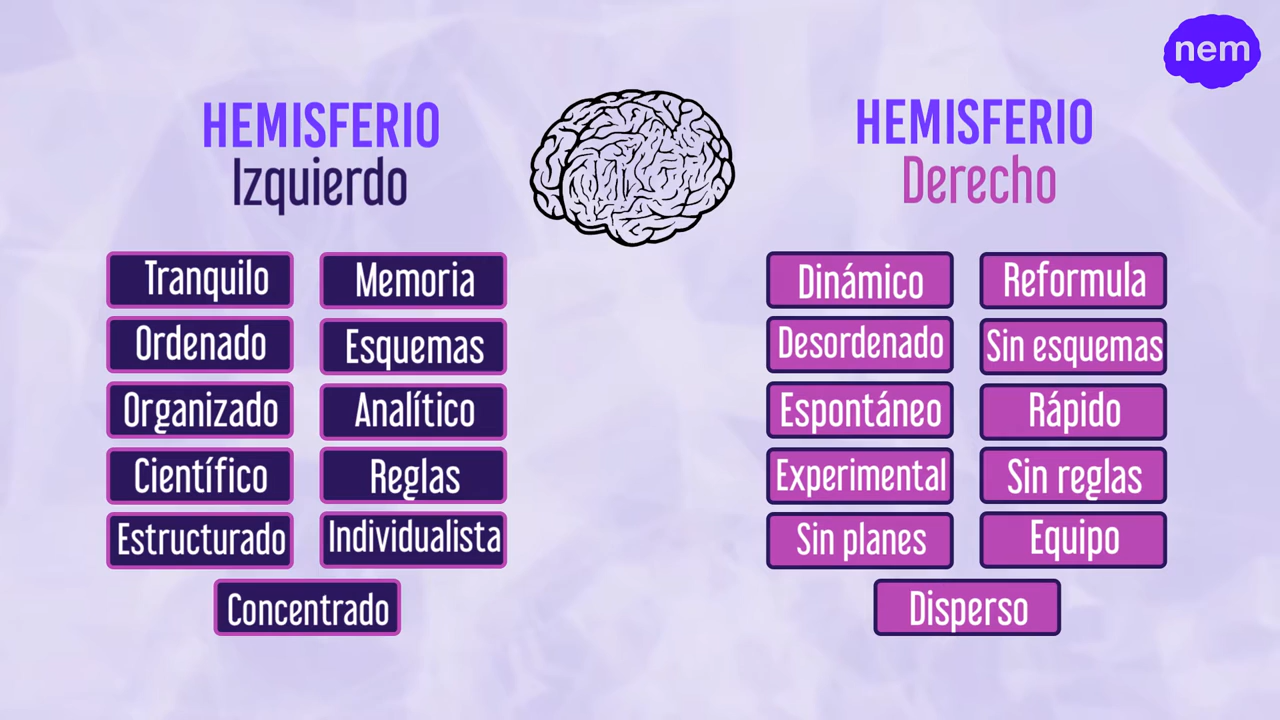 nem
HEMISFERIO
Izquierdo
Tranquilo
Memoria
Ordenado
Esquemas
Organizado
Analítico
Científico
Reglas
Estructurado
Individualista
Concentrado
HEMISFERIO
Derecho
Dinámico
Reformula
Desordenado
Sin esquemas
Espontáneo
Rápido
Experimental
Sin reglas
Sin planes
Equipo
Disperso